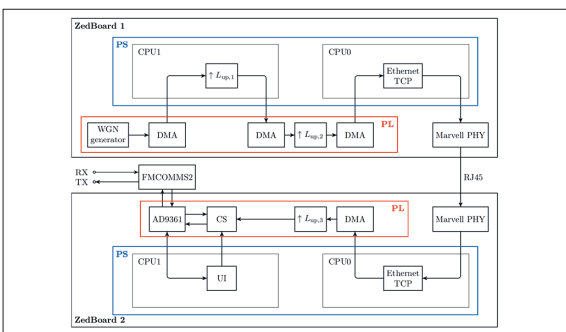 ZedBoard 1
PS
CPU1
CPU0
↑ L_up,1
Ethernet
TCP
PL
WGN
generator
DMA
DMA
↑ L_up,2
DMA
Marvell PHY
RX
TX
FMCOMMS2
RJ45
PL
AD9361
CS
↑ L_up,3
DMA
Marvell PHY
PS
CPU1
CPU0
UI
Ethernet
TCP
ZedBoard 2